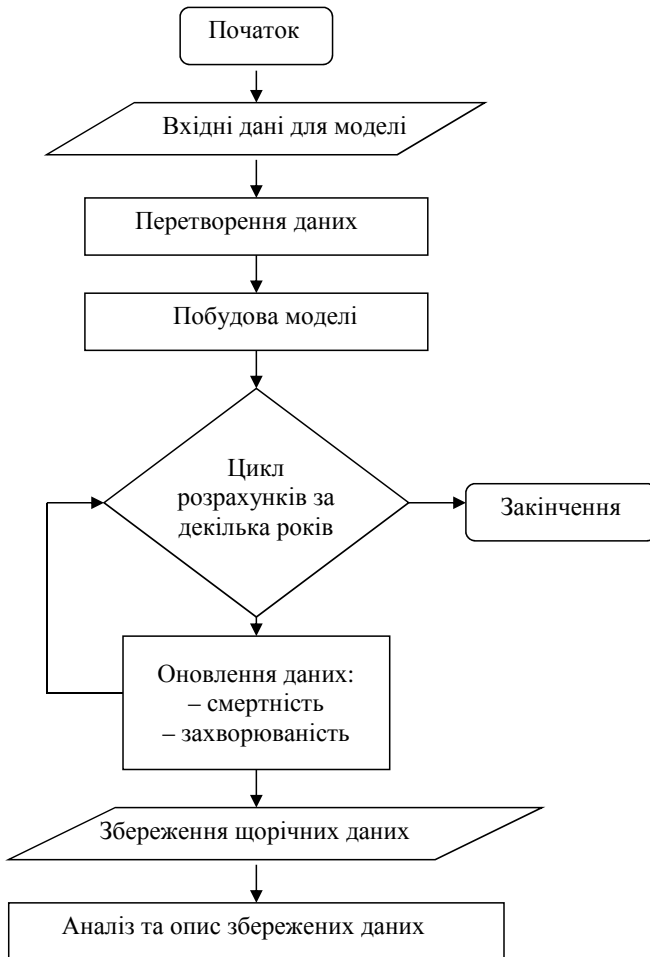 Початок
Вхідні дані для моделі
Перетворення даних
Побудова моделі
Цикл
розрахунків за
декілька років
Закінчення
Оновлення даних:
– смертність
– захворюваність
Збереження щорічних даних
Аналіз та опис збережених даних